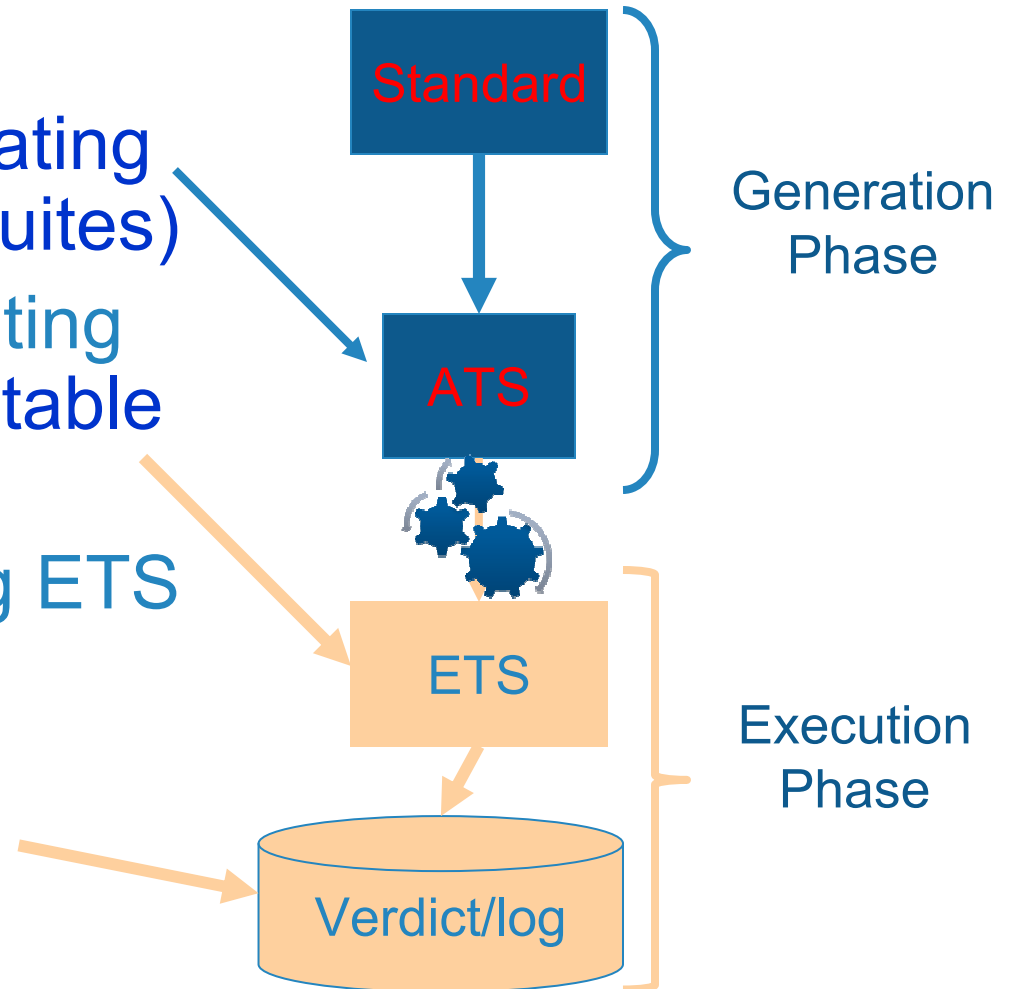 Standard
ating
uites)
Generation
Phase
ting
table
ATS
g ETS
ETS
Execution
Phase
Verdict/log